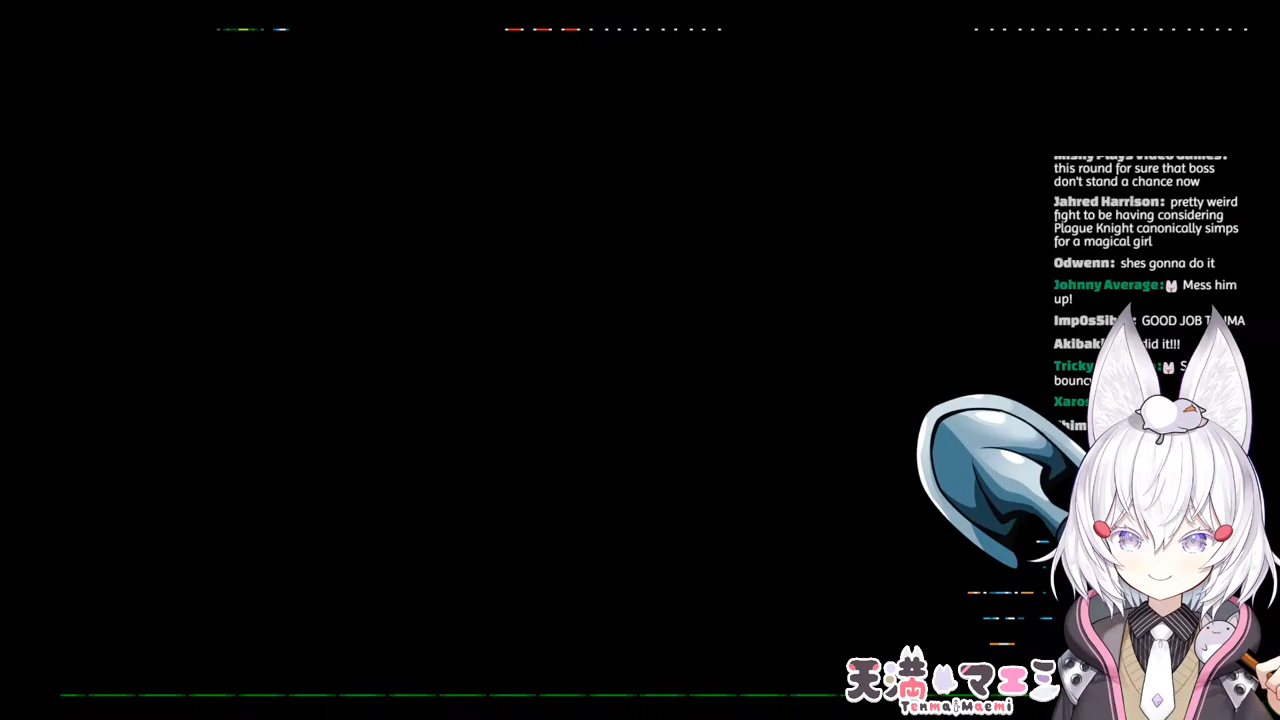 this round for sure that boss
don't stand a chance now
Jahred Harrison: pretty weird
fight to be having considering
Plague Knight canonically simps
for a magical girl
Odwenn: shes gonna do it
Johnny Average: Mess him
up!
GOOD JOB
did it!!!
Tricky
天満マエミ
Tenma Maemi